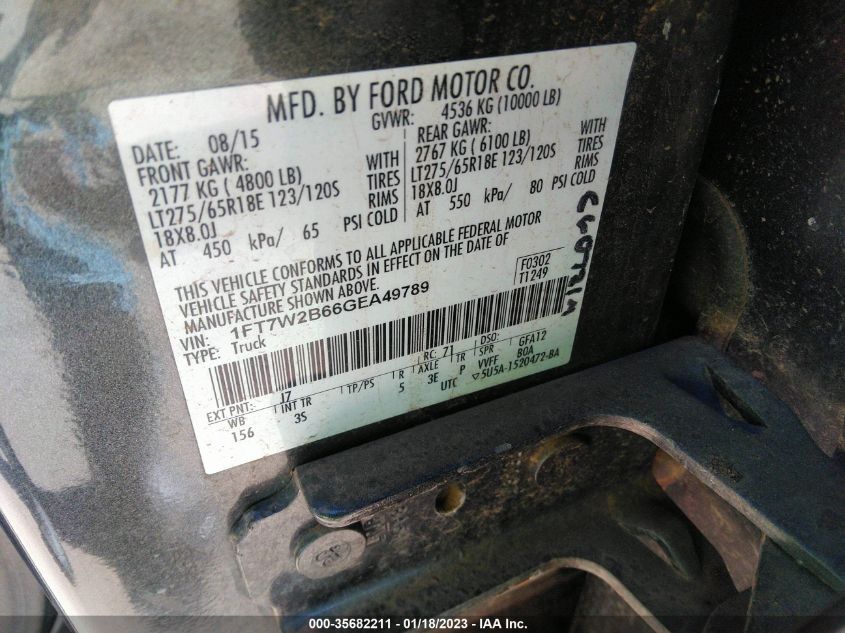 MFD. BY FORD MOTOR CO.
DATE: 08/15
GVWR: 4536 KG (10000 LB)
FRONT GAWR:
2177 KG ( 4800 LB) WITH
LT275/65R18E 123/120S TIRES
18X8.0J RIMS
AT 450 kPa/ 65 PSI COLD
REAR GAWR:
2767 KG ( 6100 LB) WITH
LT275/65R18E 123/120S TIRES
18X8.0J RIMS
AT 550 kPa/ 80 PSI COLD
THIS VEHICLE CONFORMS TO ALL APPLICABLE FEDERAL MOTOR
VEHICLE SAFETY STANDARDS IN EFFECT ON THE DATE OF
MANUFACTURE SHOWN ABOVE.
F0302
T1249
VIN: 1FT7W2B66GEA49789
TYPE: Truck
EXT PNT: J7 RC: 71 DSO:
WB INT TR TP/PS R AXLE TR SPR GFA12
156 3S 5 3E P VVFF BOA
UTC ▽5U5A-1520472-BA
000-35682211 - 01/18/2023 - IAA Inc.